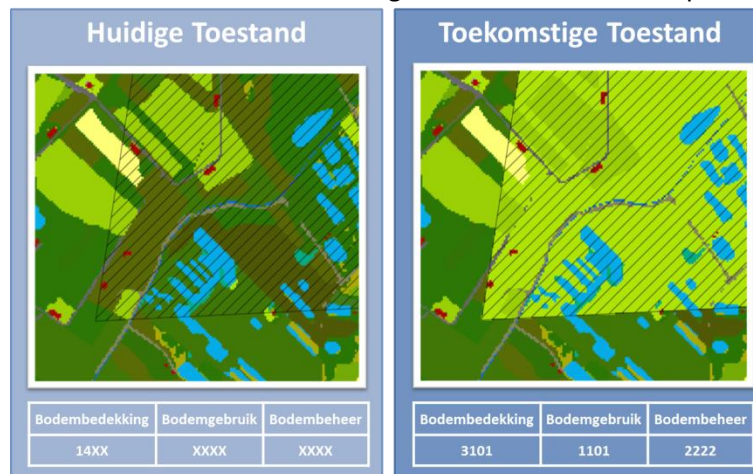 Huidige Toestand
Bodembedekking Bodemgebruik Bodembeheer
14XX XXXX XXXX
Toekomstige Toestand
Bodembedekking Bodemgebruik Bodembeheer
3101 1101 2222